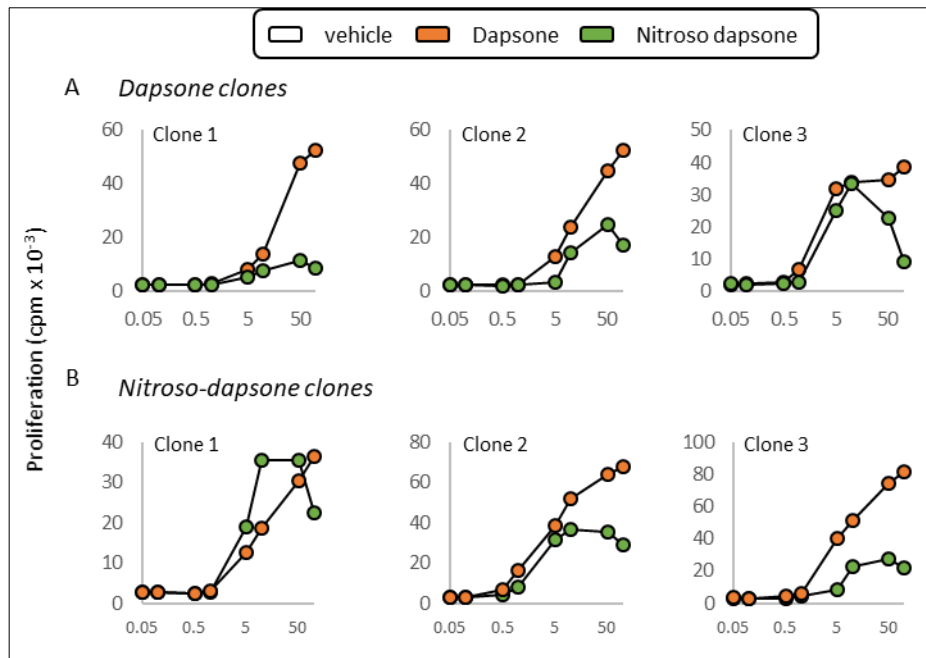 vehicle Dapsone Nitroso dapsone
A Dapsone clones
Clone 1
60
40
20
0
0.05 0.5 5 50
Clone 2
60
40
20
0
0.05 0.5 5 50
Clone 3
50
40
30
20
10
0
0.05 0.5 5 50
Proliferation (cpm x 10⁻³)
B Nitroso-dapsone clones
Clone 1
40
30
20
10
0
0.05 0.5 5 50
Clone 2
80
60
40
20
0
0.05 0.5 5 50
Clone 3
100
80
60
40
20
0
0.05 0.5 5 50